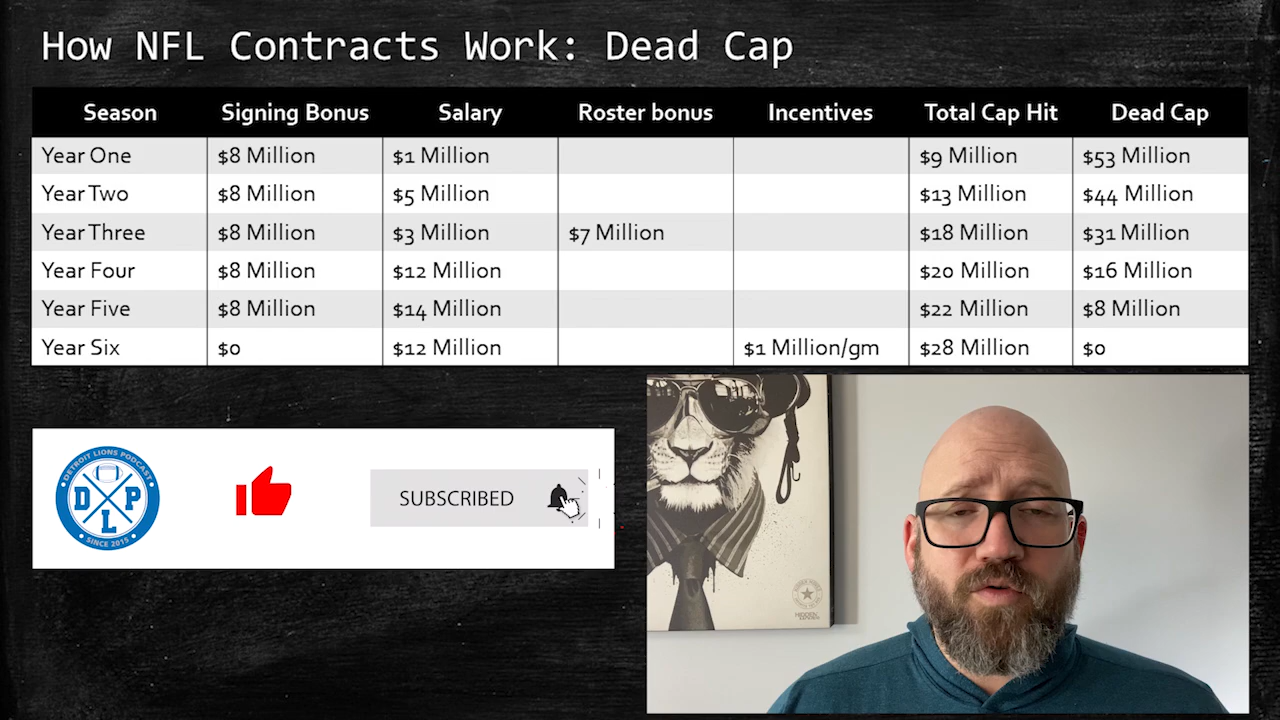 How NFL Contracts Work: Dead Cap
Season Signing Bonus Salary Roster bonus Incentives Total Cap Hit Dead Cap
Year One $8 Million $1 Million $9 Million $53 Million
Year Two $8 Million $5 Million $13 Million $44 Million
Year Three $8 Million $3 Million $7 Million $18 Million $31 Million
Year Four $8 Million $12 Million $20 Million $16 Million
Year Five $8 Million $14 Million $22 Million $8 Million
Year Six $0 $12 Million $1 Million/gm $28 Million $0
DETROIT LIONS PODCAST
D P
L
SINCE 2015
SUBSCRIBED
HIDDEN